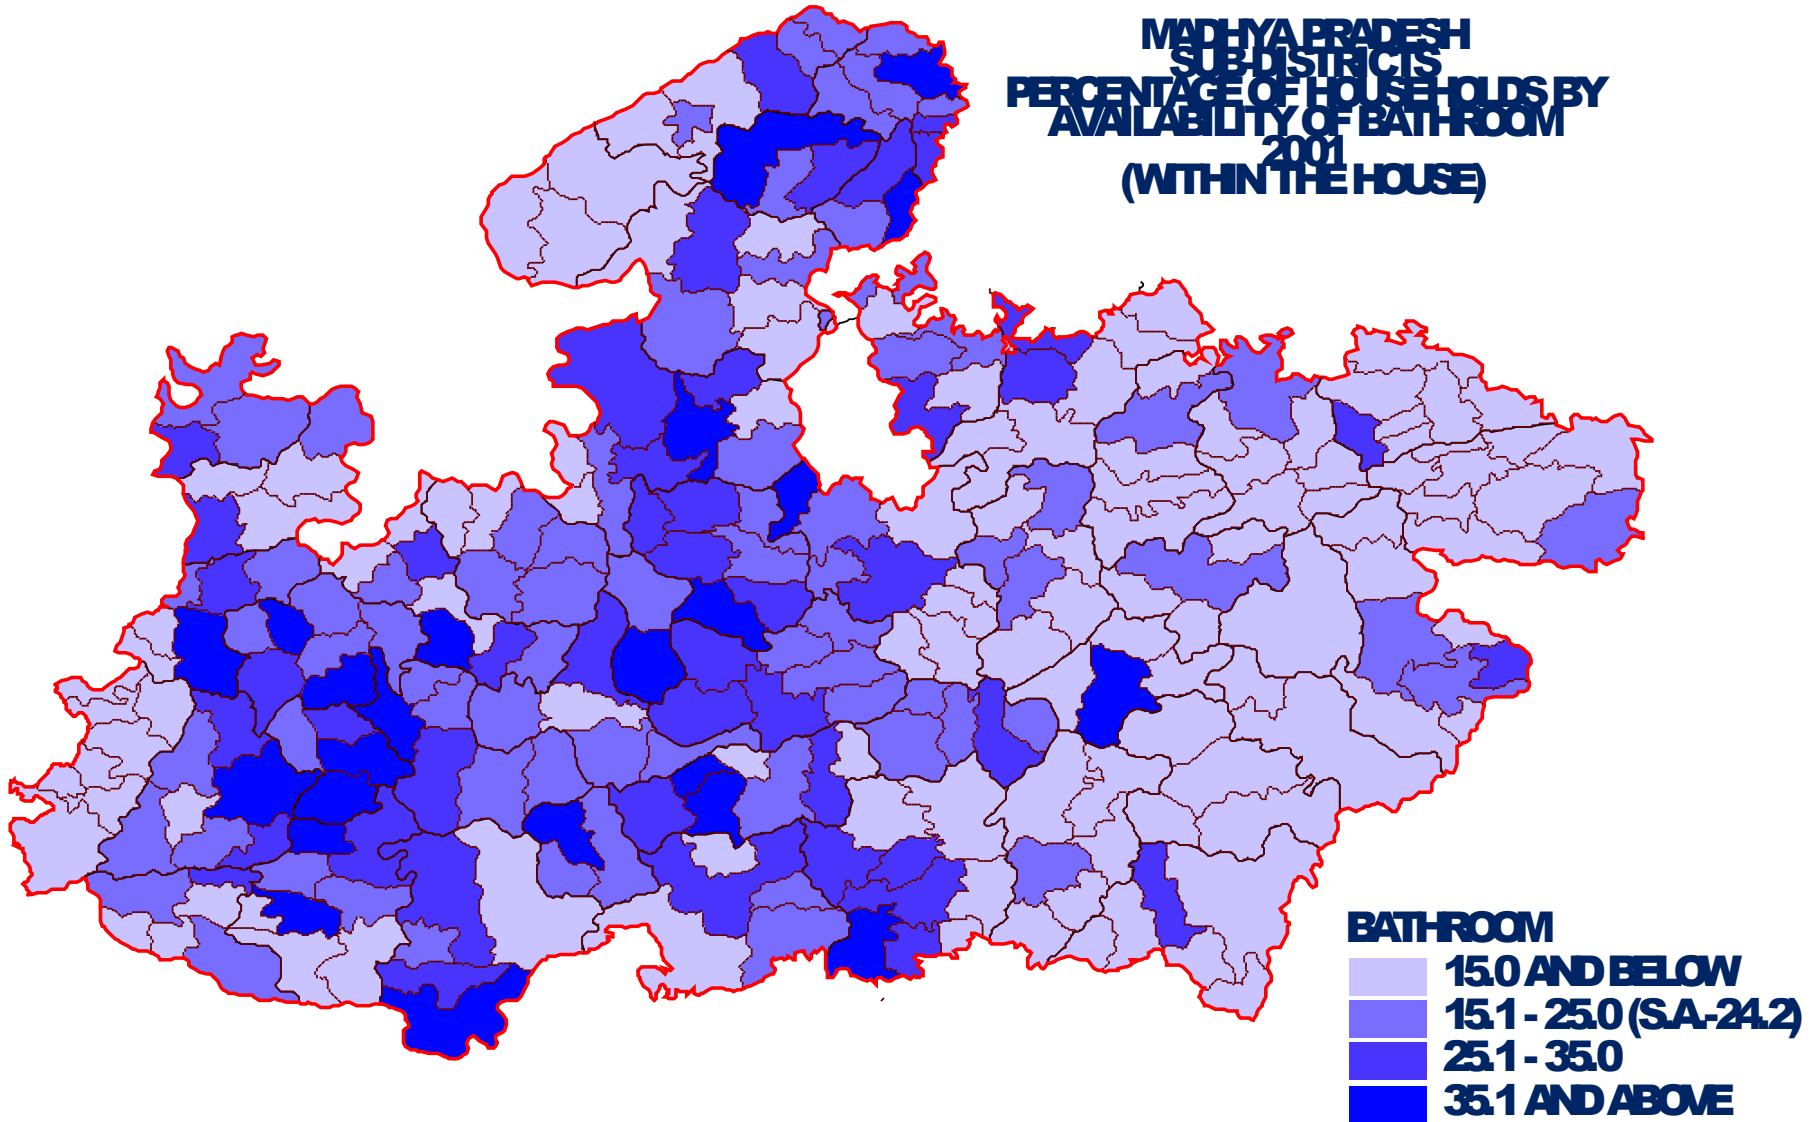 MADHYA PRADESH
SUB-DISTRICTS
PERCENTAGE OF HOUSEHOLDS BY
AVAILABILITY OF BATHROOM
2001
(WITHIN THE HOUSE)
BATHROOM
15.0 AND BELOW
15.1 - 25.0 (S.A.-24.2)
25.1 - 35.0
35.1 AND ABOVE